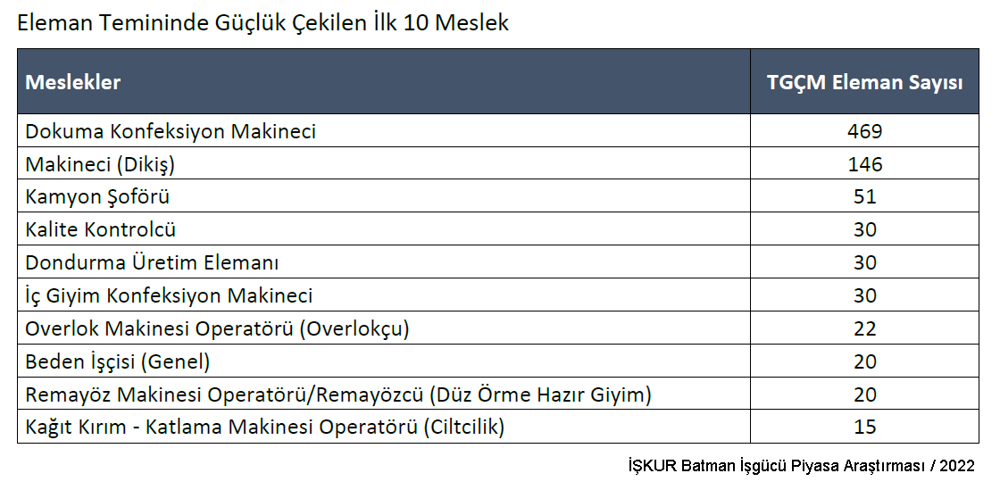 Eleman Temininde Güçlük Çekilen İlk 10 Meslek
Meslekler TGÇM Eleman Sayısı
Dokuma Konfeksiyon Makineci 469
Makineci (Dikiş) 146
Kamyon Şoförü 51
Kalite Kontrolcü 30
Dondurma Üretim Elemanı 30
İç Giyim Konfeksiyon Makineci 30
Overlok Makinesi Operatörü (Overlokçu) 22
Beden İşçisi (Genel) 20
Remayöz Makinesi Operatörü/Remayözcü (Düz Örme Hazır Giyim) 20
Kağıt Kırım - Katlama Makinesi Operatörü (Ciltcilik) 15
İŞKUR Batman İşgücü Piyasa Araştırması / 2022